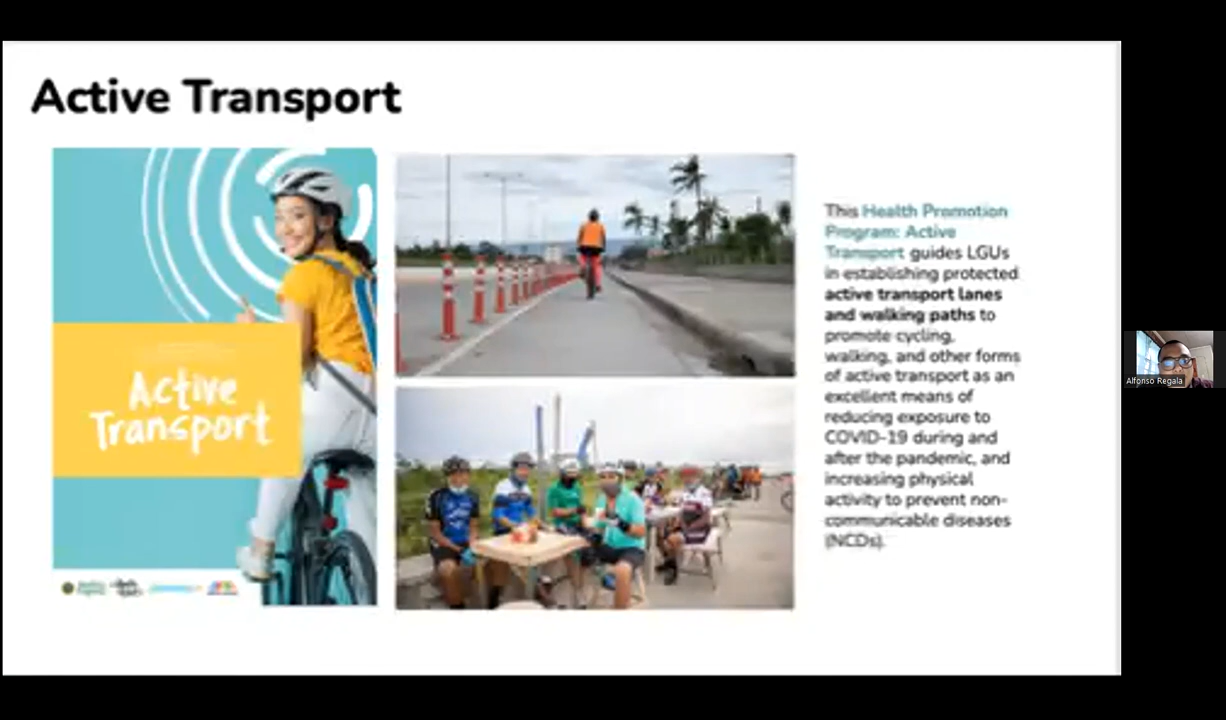 Active Transport
Active
Transport
This Health Promotion
Program: Active
Transport guides LGUs
in establishing protected
active transport lanes
and walking paths to
promote cycling,
walking, and other forms
of active transport as an
excellent means of
reducing exposure to
COVID-19 during and
after the pandemic, and
increasing physical
activity to prevent non-
communicable diseases
(NCDs).
Alfonso Regala